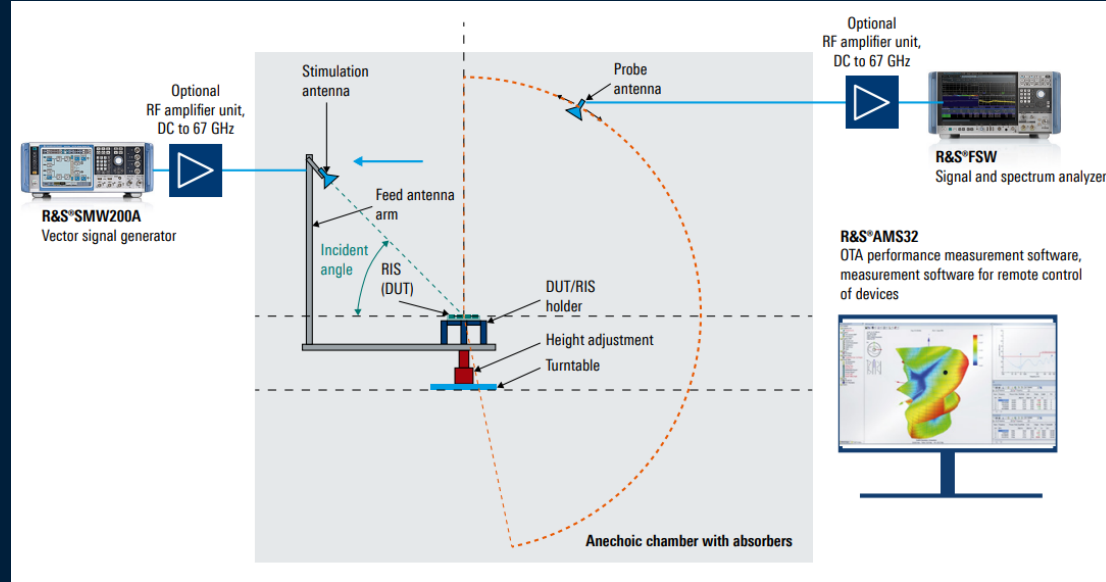 Optional
RF amplifier unit,
DC to 67 GHz
R&S®SMW200A
Vector signal generator
Stimulation
antenna
Feed antenna
arm
Incident
angle
RIS
(DUT)
Probe
antenna
DUT/RIS
holder
Height adjustment
Turntable
Anechoic chamber with absorbers
Optional
RF amplifier unit,
DC to 67 GHz
R&S®FSW
Signal and spectrum analyzer
R&S®AMS32
OTA performance measurement software,
measurement software for remote control
of devices